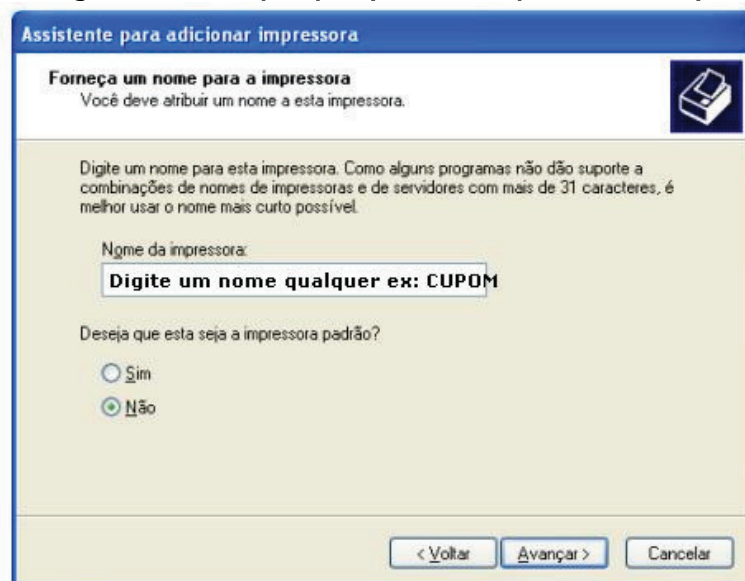 Assistente para adicionar impressora
Forneça um nome para a impressora
Você deve atribuir um nome a esta impressora.
Digite um nome para esta impressora. Como alguns programas não dão suporte a
combinações de nomes de impressoras e de servidores com mais de 31 caracteres, é
melhor usar o nome mais curto possível.
Nome da impressora:
Digite um nome qualquer ex: CUPOM
Deseja que esta seja a impressora padrão?
Sim
Não
< Voltar Avançar > Cancelar